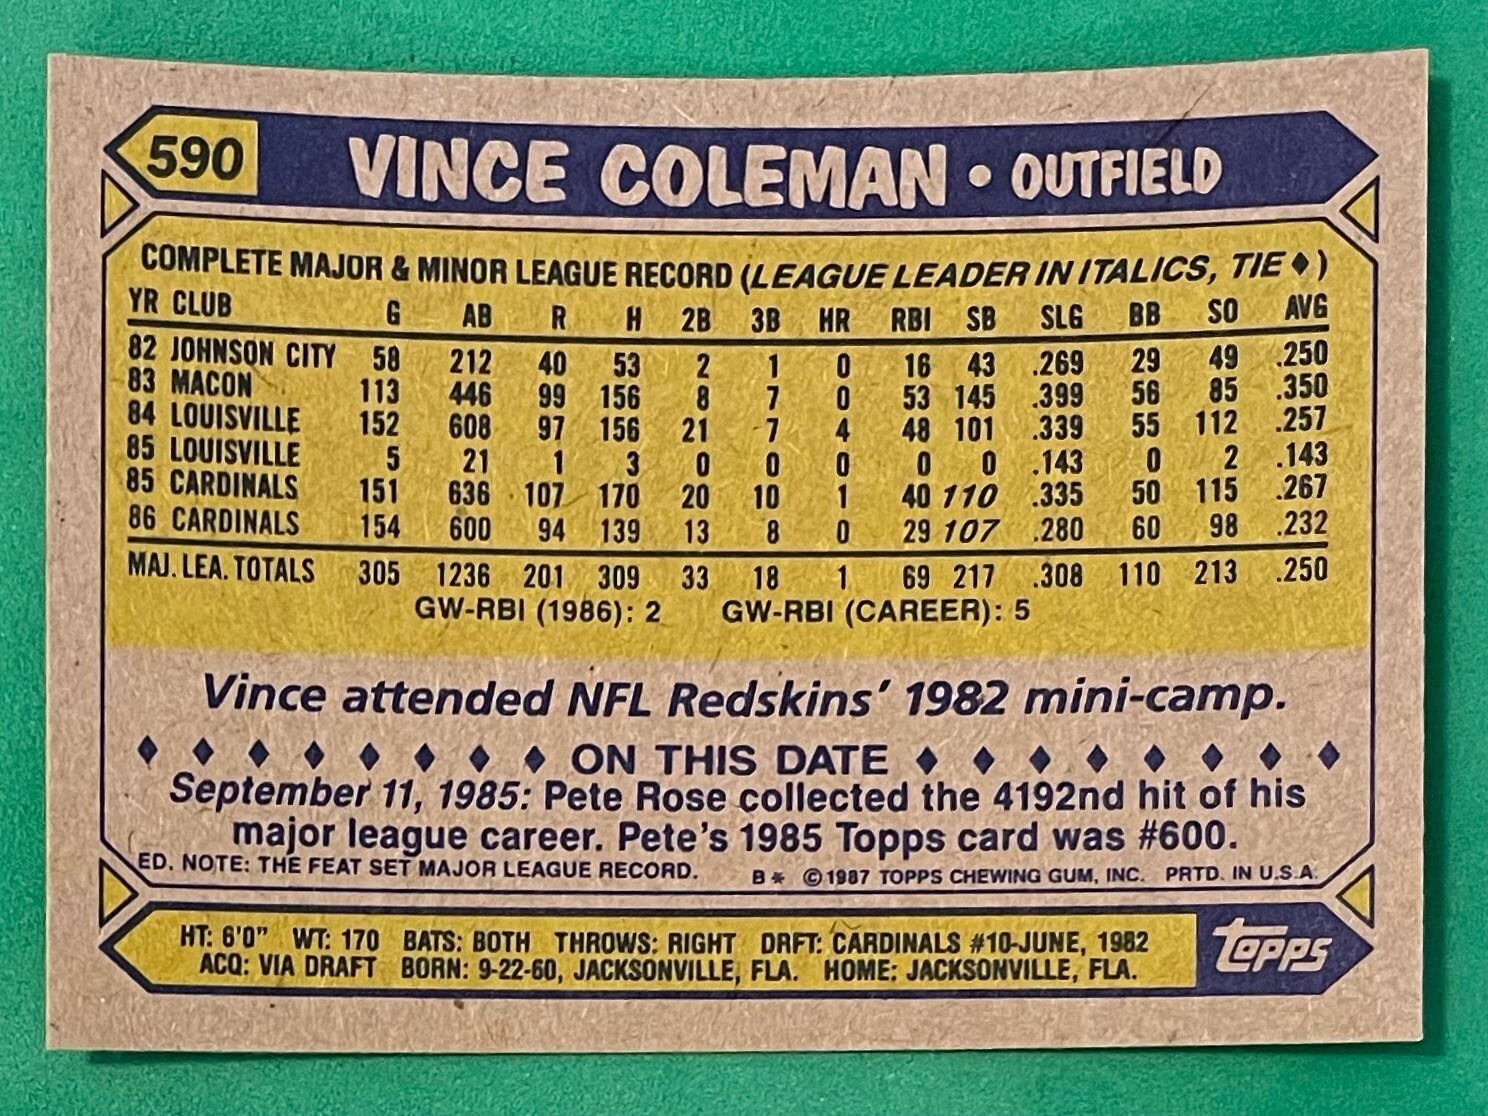 590 VINCE COLEMAN • OUTFIELD
COMPLETE MAJOR & MINOR LEAGUE RECORD (LEAGUE LEADER IN ITALICS, TIE ♦)
YR CLUB G AB R H 2B 3B HR RBI SB SLG BB SO AVG
82 JOHNSON CITY 58 212 40 53 2 1 0 16 43 .269 29 49 .250
83 MACON 113 446 99 156 8 7 0 53 145 .399 56 85 .350
84 LOUISVILLE 152 608 97 156 21 7 4 48 101 .339 55 112 .257
85 LOUISVILLE 5 21 1 3 0 0 0 0 0 .143 0 2 .143
85 CARDINALS 151 636 107 170 20 10 1 40 110 .335 50 115 .267
86 CARDINALS 154 600 94 139 13 8 0 29 107 .280 60 98 .232
MAJ. LEA. TOTALS 305 1236 201 309 33 18 1 69 217 .308 110 213 .250
GW-RBI (1986): 2 GW-RBI (CAREER): 5
Vince attended NFL Redskins' 1982 mini-camp.
♦ ♦ ♦ ♦ ♦ ♦ ♦ ♦ ON THIS DATE ♦ ♦ ♦ ♦ ♦ ♦ ♦ ♦
September 11, 1985: Pete Rose collected the 4192nd hit of his
major league career. Pete's 1985 Topps card was #600.
ED. NOTE: THE FEAT SET MAJOR LEAGUE RECORD. B* © 1987 TOPPS CHEWING GUM, INC. PRTD. IN U.S.A.
HT: 6'0" WT: 170 BATS: BOTH THROWS: RIGHT DRFT: CARDINALS #10-JUNE, 1982
ACQ: VIA DRAFT BORN: 9-22-60, JACKSONVILLE, FLA. HOME: JACKSONVILLE, FLA.
topps